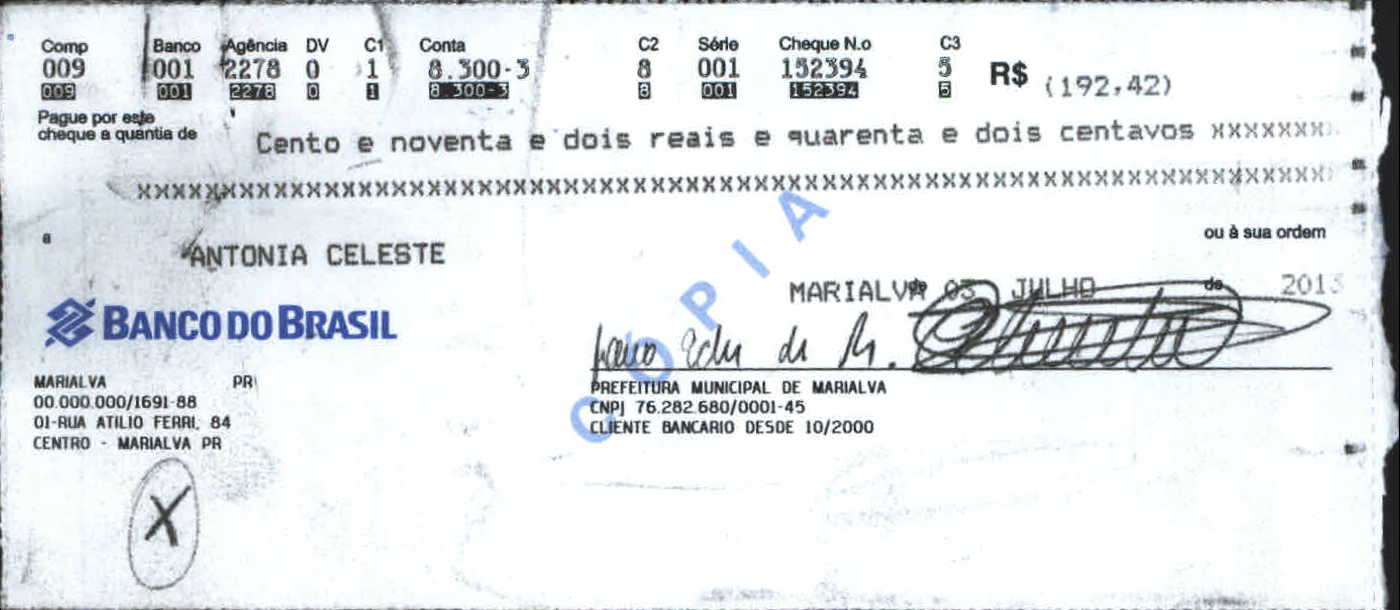 Comp Banco Agência DV C1 Conta C2 Série Cheque N.o C3
009 001 2278 0 1 8.300-3 8 001 152394 5 R$ (192,42)
009 001 2278 0 1 8 300-3 8 001 152394 5
Pague por este
cheque a quantia de Cento e noventa e dois reais e quarenta e dois centavos XXXXXXX
XXXXXXXXXXXXXXXXXXXXXXXXXXXXXXXXXXXXXXXXXXXXXXXXXXXXXXXXXXXXXXXXXXXXXX
a ANTONIA CELESTE ou à sua ordem
MARIALVA de 03 JULHO de 2013
BANCO DO BRASIL
MARIALVA PR
00.000.000/1691-88
01-RUA ATILIO FERRI, 84
CENTRO - MARIALVA PR
PREFEITURA MUNICIPAL DE MARIALVA
CNPJ 76.282.680/0001-45
CLIENTE BANCARIO DESDE 10/2000
COPIA
X